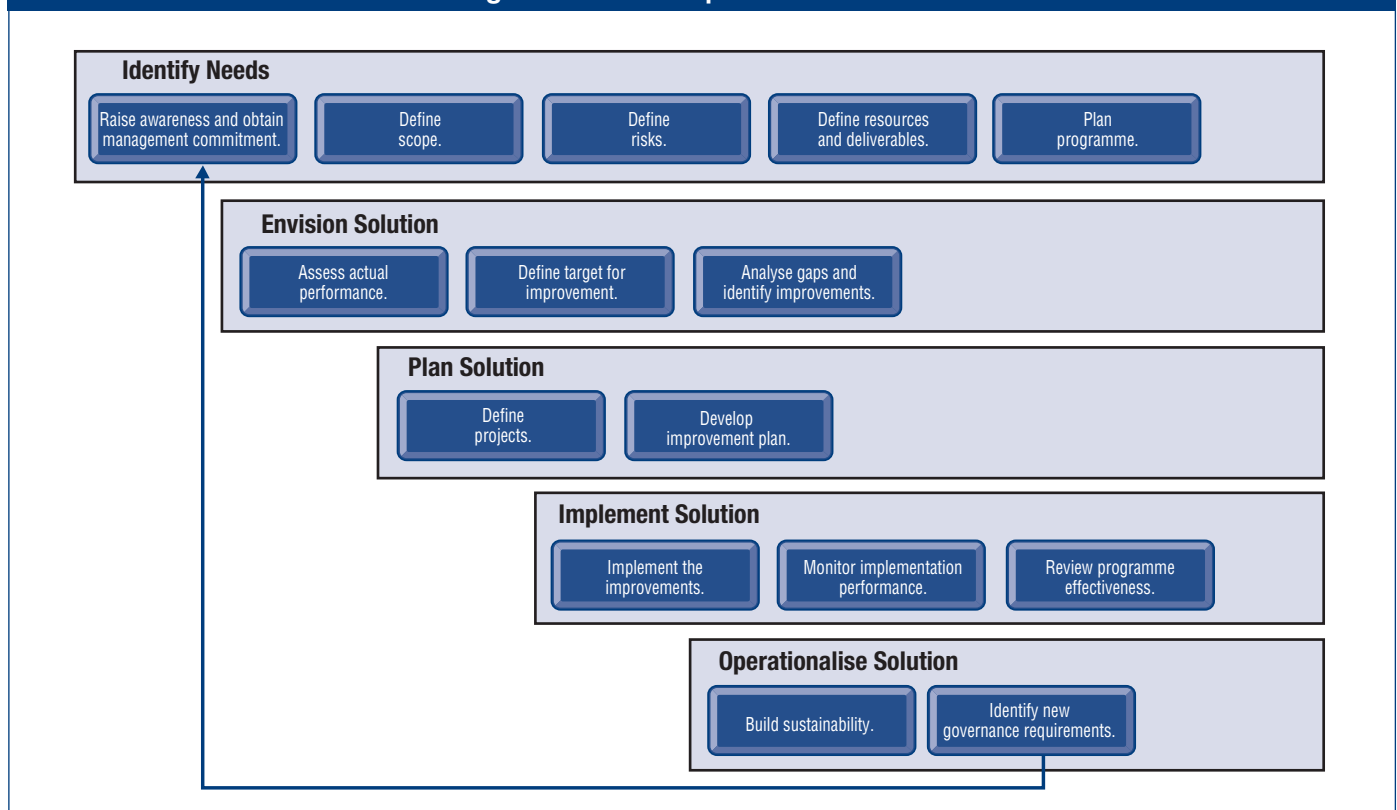 Identify Needs
Raise awareness and obtain
management commitment.
Define
scope.
Define
risks.
Define resources
and deliverables.
Plan
programme.
Envision Solution
Assess actual
performance.
Define target for
improvement.
Analyse gaps and
identify improvements.
Plan Solution
Define
projects.
Develop
improvement plan.
Implement Solution
Implement the
improvements.
Monitor implementation
performance.
Review programme
effectiveness.
Operationalise Solution
Build sustainability.
Identify new
governance requirements.